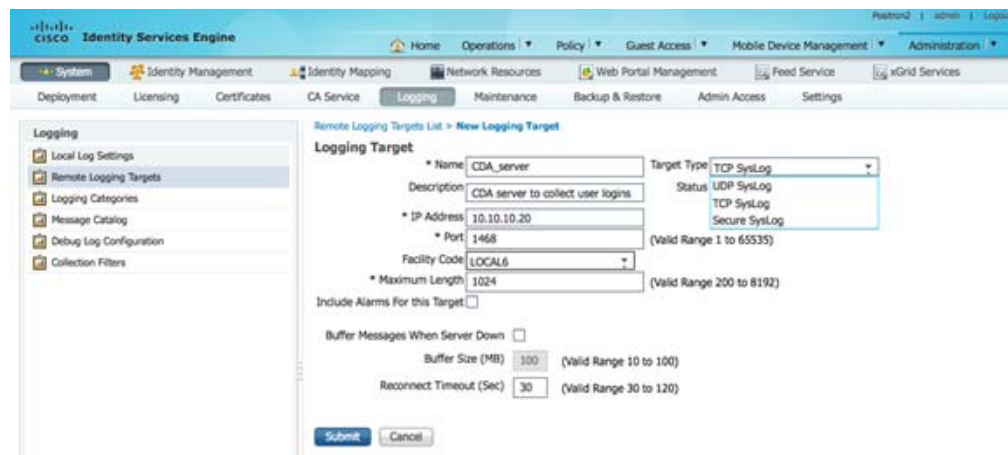 Positron2 | admin | Logou
cisco Identity Services Engine
Home Operations Policy Guest Access Mobile Device Management Administration
System Identity Management Identity Mapping Network Resources Web Portal Management Feed Service xGrid Services
Deployment Licensing Certificates CA Service Logging Maintenance Backup & Restore Admin Access Settings
Logging
Local Log Settings
Remote Logging Targets
Logging Categories
Message Catalog
Debug Log Configuration
Collection Filters
Remote Logging Targets List > New Logging Target
Logging Target
* Name CDA_server Target Type TCP SysLog
Description CDA server to collect user logins Status UDP SysLog
TCP SysLog
* IP Address 10.10.10.20 Secure SysLog
* Port 1468 (Valid Range 1 to 65535)
Facility Code LOCAL6
* Maximum Length 1024 (Valid Range 200 to 8192)
Include Alarms For this Target
Buffer Messages When Server Down
Buffer Size (MB) 100 (Valid Range 10 to 100)
Reconnect Timeout (Sec) 30 (Valid Range 30 to 120)
Submit Cancel